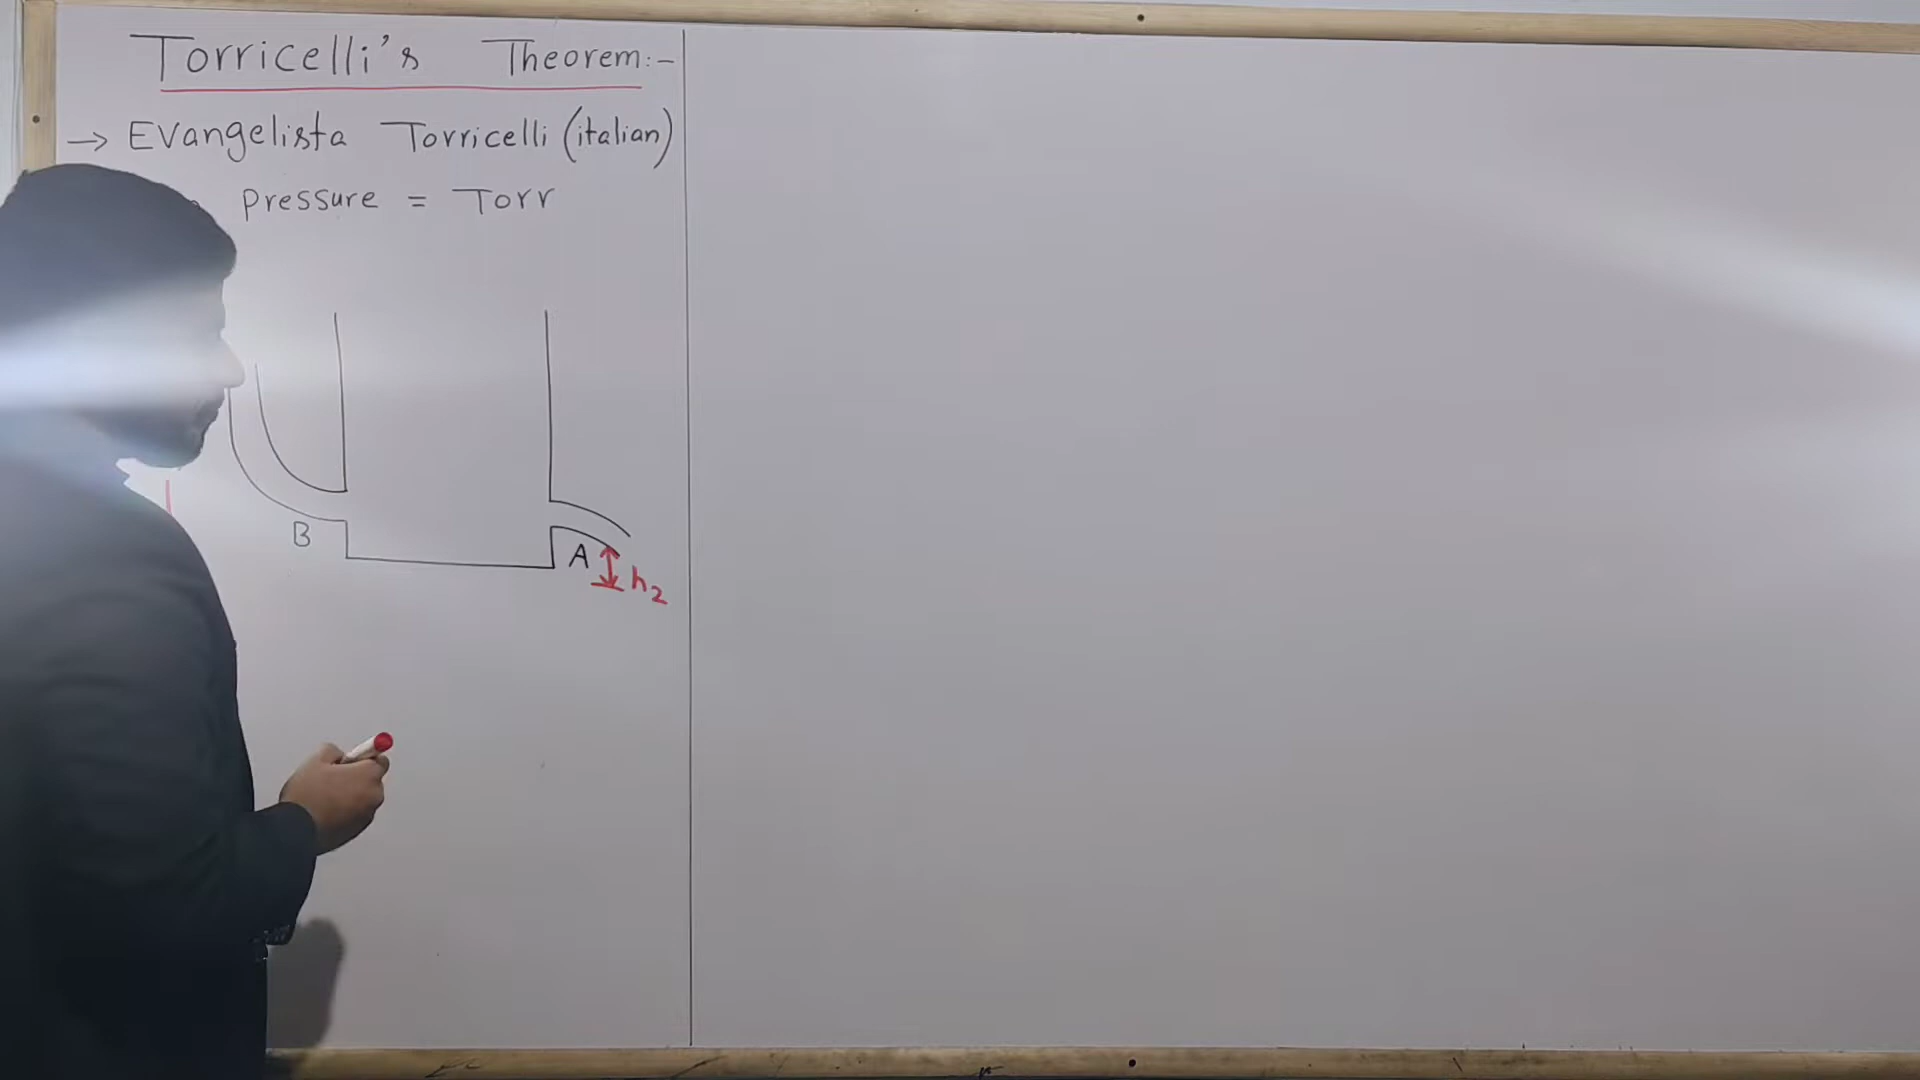 Torricelli's Theorem:-
→ Evangelista Torricelli (italian)
Pressure = Torr
B
A
h₂